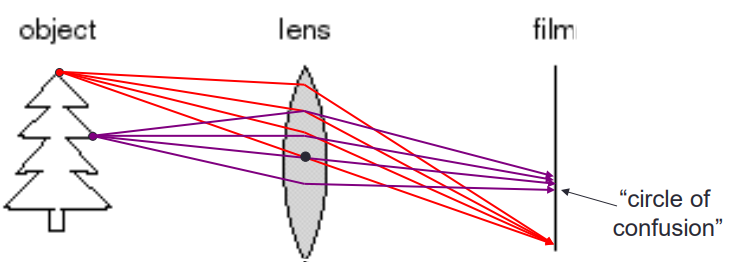 object
lens
film
“circle of
confusion”